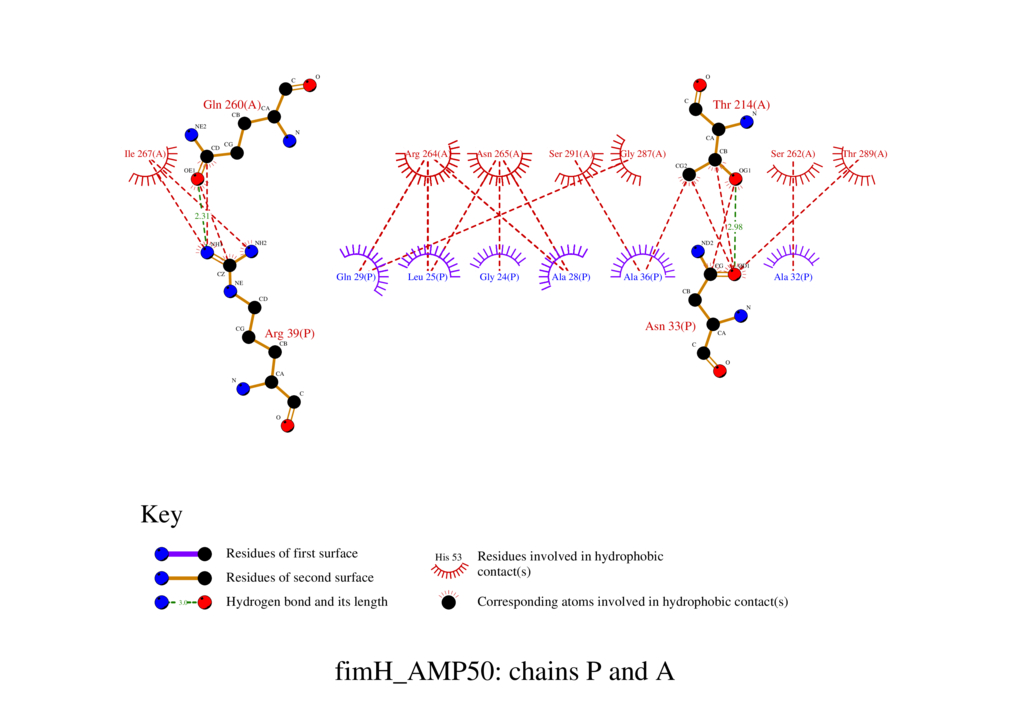 C
O
Gln 260(A)
CA
CB
NE2
N
CD
CG
OE1
Ile 267(A)
Arg 264(A)
Asn 265(A)
Ser 291(A)
Gly 287(A)
C
O
Thr 214(A)
N
CA
CB
CG2
OG1
Ser 262(A)
Thr 289(A)
2.31
2.98
NH2
CZ
NE
CD
CG
CB
Arg 39(P)
CA
N
C
O
Gln 29(P)
Leu 25(P)
Gly 24(P)
Ala 28(P)
Ala 36(P)
ND2
CG
CB
N
Asn 33(P)
CA
C
O
Ala 32(P)
Key
Residues of first surface
Residues of second surface
3.0
Hydrogen bond and its length
His 53
Residues involved in hydrophobic
contact(s)
Corresponding atoms involved in hydrophobic contact(s)
fimH_AMP50: chains P and A